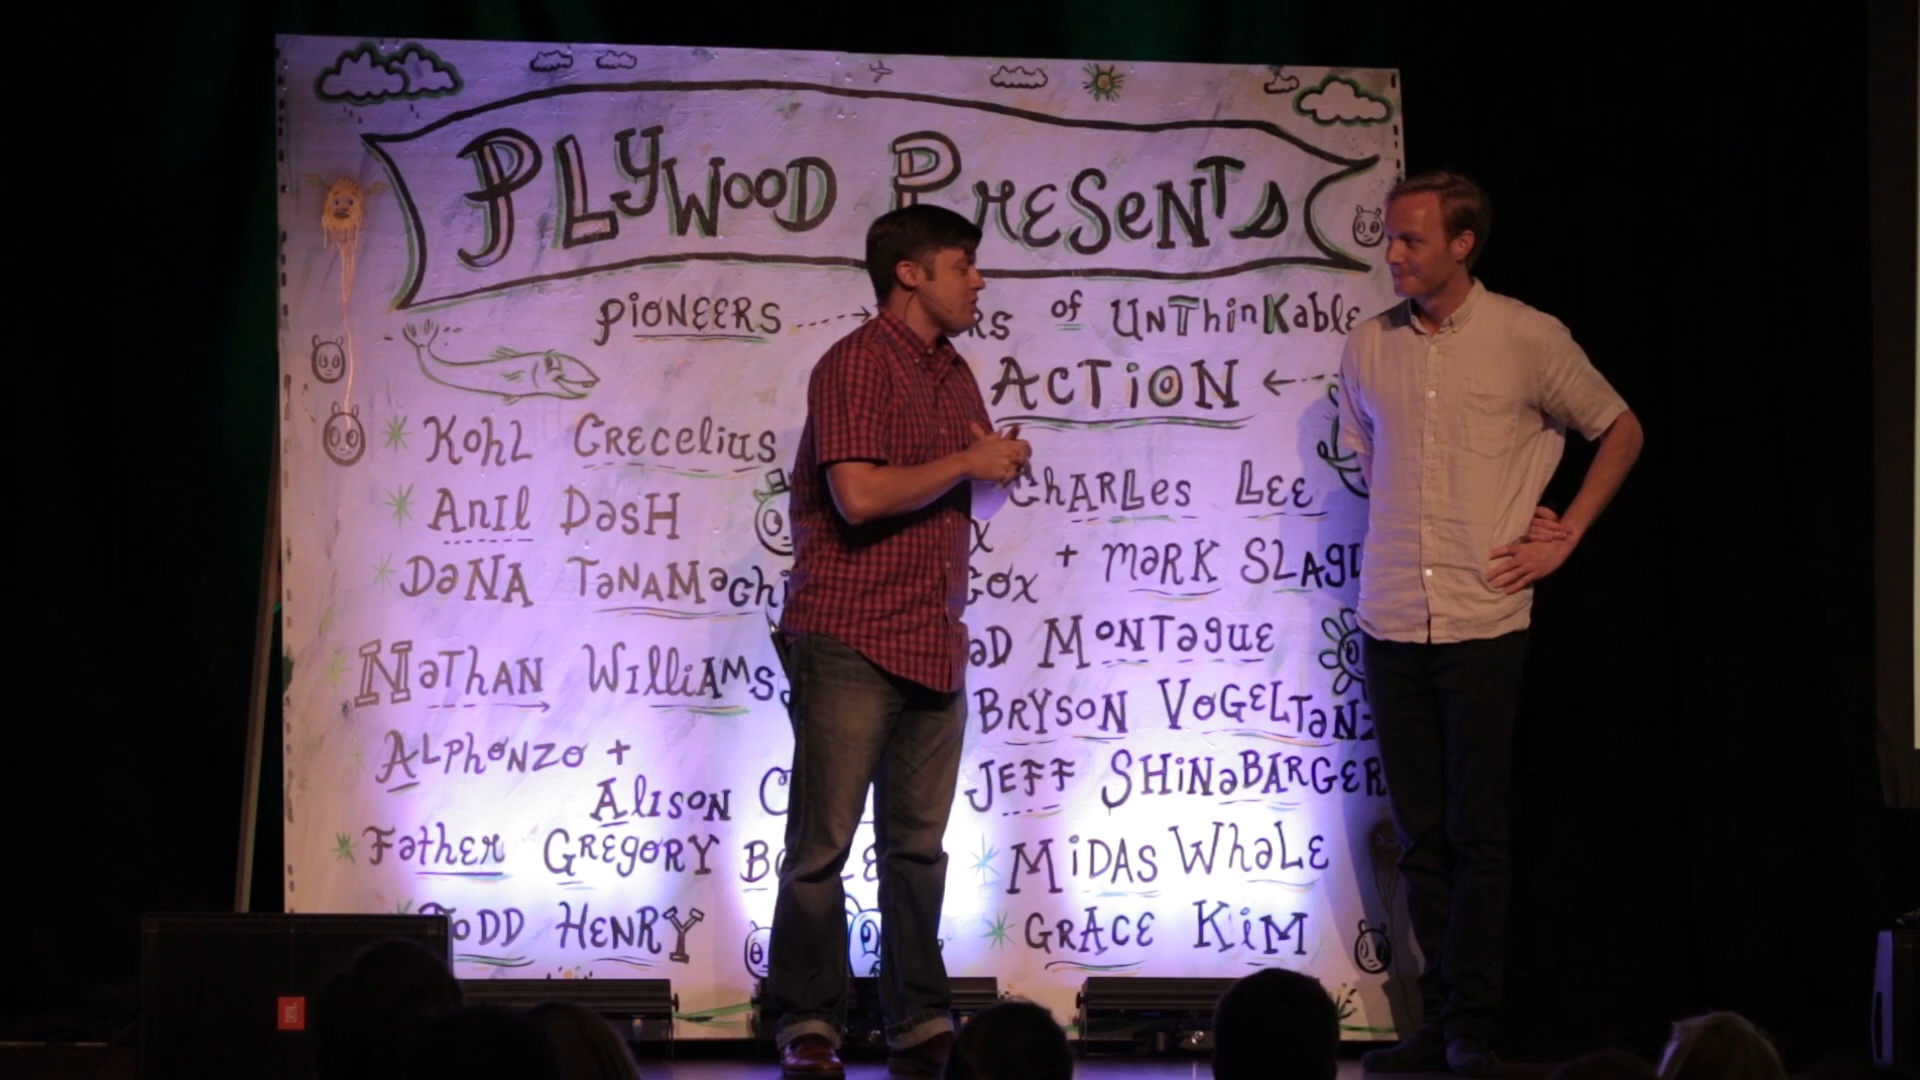 PLYWOOD PRESENTS
PIONEERS
OF UNTHINKABLE
ACTION
KOHL CRECELIUS
ANIL DASH
DANA TANAMACHI
NATHAN WILLIAMS
ALPHONZO +
ALISON
FATHER GREGORY
TODD HENRY
CHARLES LEE
COX + MARK
MONTAGUE
BRYSON VOGELTANZ
JEFF SHINABARGER
MIDAS WHALE
GRACE KIM